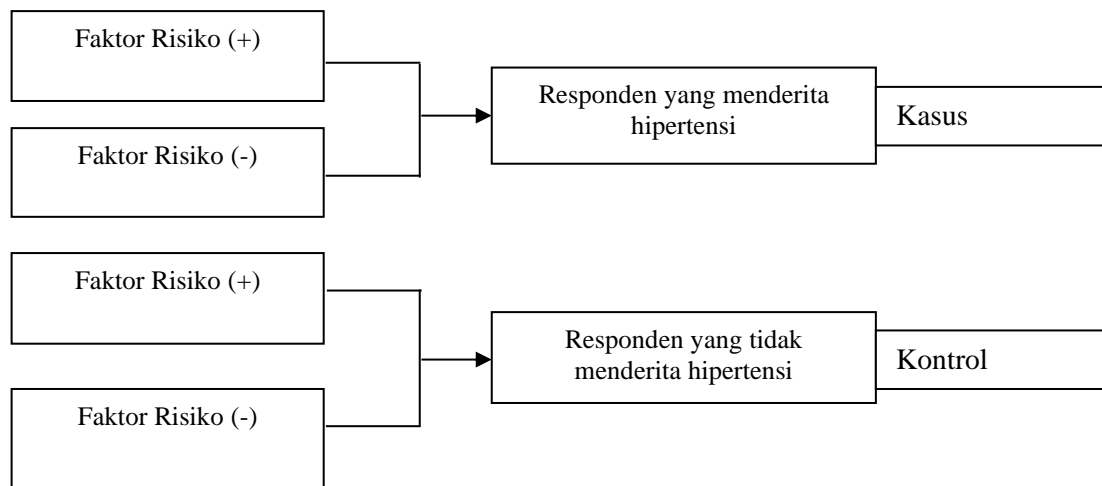 Faktor Risiko (+)
Faktor Risiko (-)
Responden yang menderita
hipertensi
Kasus
Faktor Risiko (+)
Faktor Risiko (-)
Responden yang tidak
menderita hipertensi
Kontrol